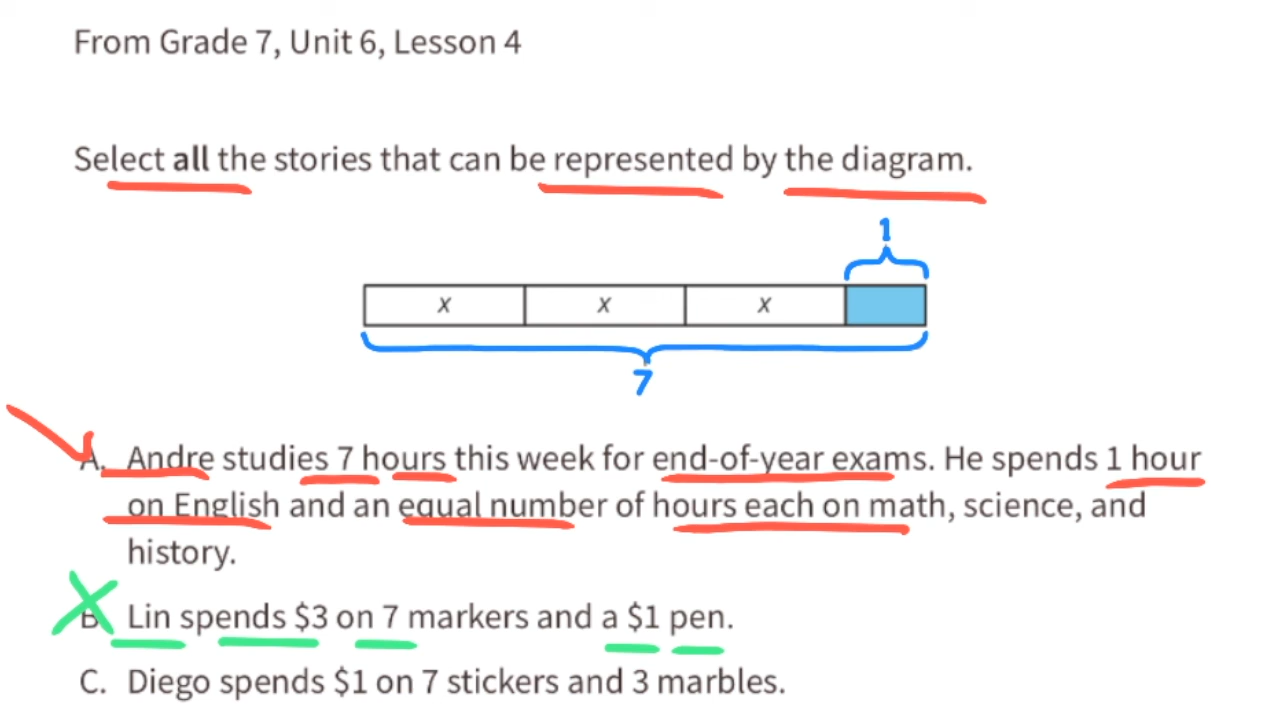 From Grade 7, Unit 6, Lesson 4
Select all the stories that can be represented by the diagram.
1
x x x
7
A. Andre studies 7 hours this week for end-of-year exams. He spends 1 hour
on English and an equal number of hours each on math, science, and
history.
B. Lin spends $3 on 7 markers and a $1 pen.
C. Diego spends $1 on 7 stickers and 3 marbles.